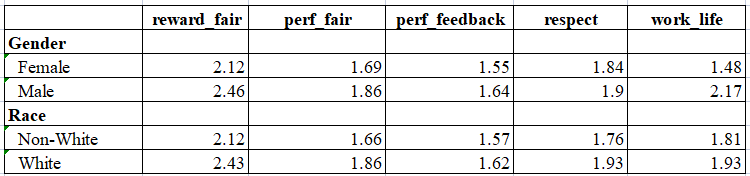 reward_fair perf_fair perf_feedback respect work_life
Gender
Female 2.12 1.69 1.55 1.84 1.48
Male 2.46 1.86 1.64 1.9 2.17
Race
Non-White 2.12 1.66 1.57 1.76 1.81
White 2.43 1.86 1.62 1.93 1.93